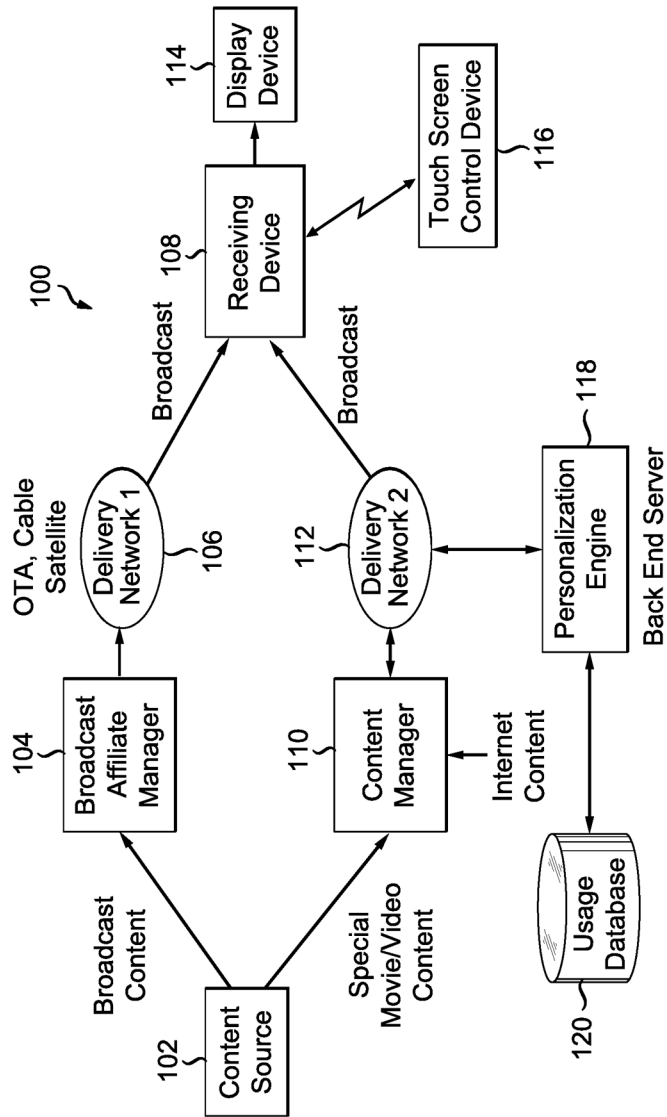 100
102
Content
Source
Broadcast
Content
Special
Movie/Video
Content
104
Broadcast
Affiliate
Manager
OTA, Cable
Satellite
Delivery
Network 1
106
Broadcast
108
Receiving
Device
114
Display
Device
110
Content
Manager
Internet
Content
112
Delivery
Network 2
Broadcast
Touch Screen
Control Device
116
120
Usage
Database
Personalization
Engine
118
Back End Server